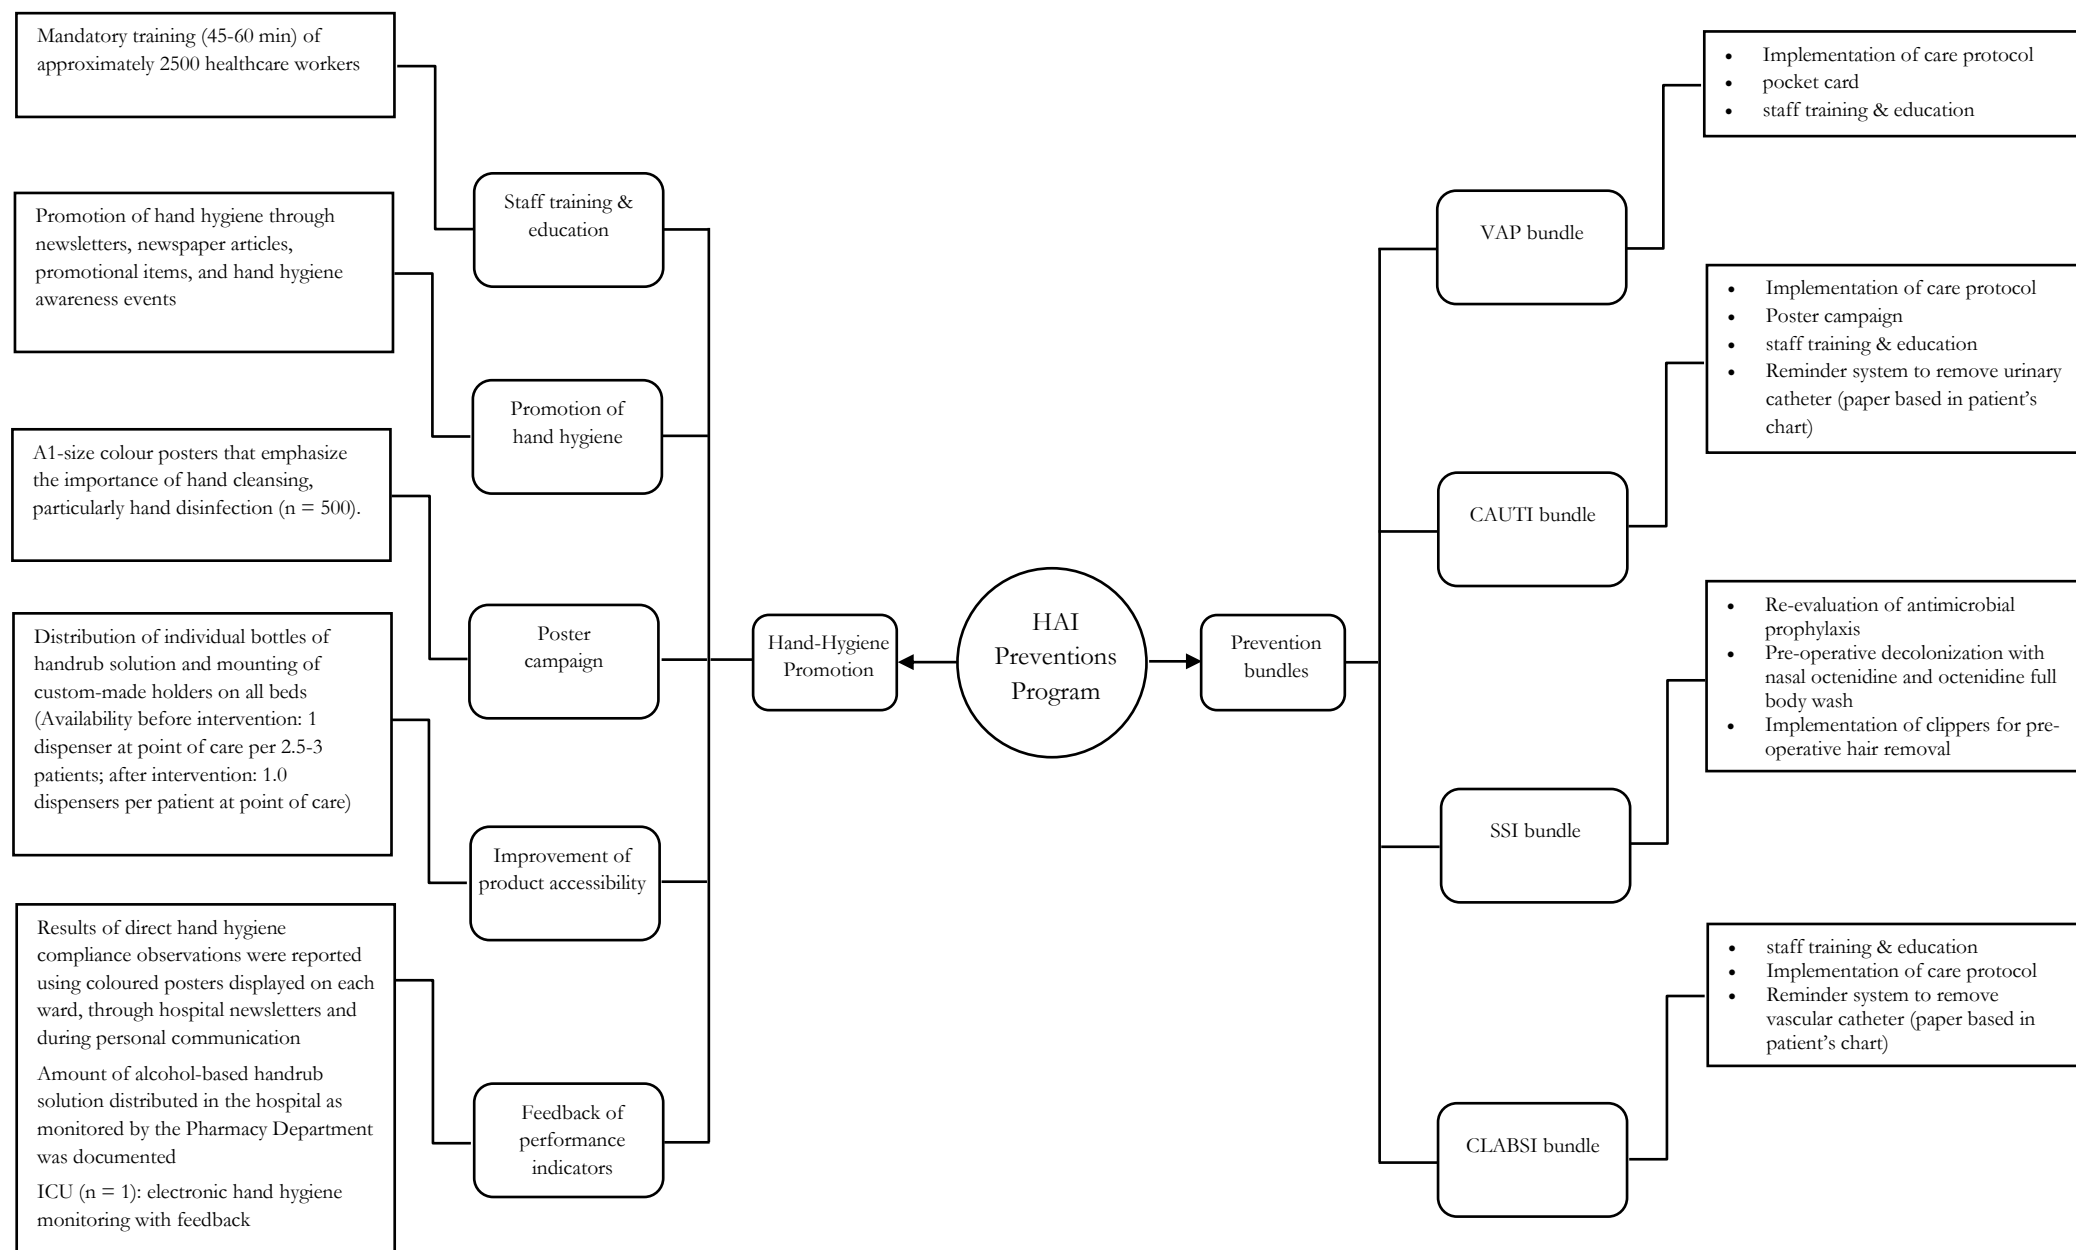 Mandatory training (45-60 min) of
approximately 2500 healthcare workers
Promotion of hand hygiene through
newsletters, newspaper articles,
promotional items, and hand hygiene
awareness events
A1-size colour posters that emphasize
the importance of hand cleansing,
particularly hand disinfection (n = 500).
Distribution of individual bottles of
handrub solution and mounting of
custom-made holders on all beds
(Availability before intervention: 1
dispenser at point of care per 2.5-3
patients; after intervention: 1.0
dispensers per patient at point of care)
Results of direct hand hygiene
compliance observations were reported
using coloured posters displayed on each
ward, through hospital newsletters and
during personal communication
Amount of alcohol-based handrub
solution distributed in the hospital as
monitored by the Pharmacy Department
was documented
ICU (n = 1): electronic hand hygiene
monitoring with feedback
Staff training &
education
Promotion of
hand hygiene
Poster
campaign
Improvement of
product accessibility
Feedback of
performance
indicators
Hand-Hygiene
Promotion
HAI
Preventions
Program
Prevention
bundles
VAP bundle
CAUTI bundle
SSI bundle
CLABSI bundle
• Implementation of care protocol
• pocket card
• staff training & education
• Implementation of care protocol
• Poster campaign
• staff training & education
• Reminder system to remove urinary
catheter (paper based in patient’s
chart)
• Re-evaluation of antimicrobial
prophylaxis
• Pre-operative decolonization with
nasal octenidine and octenidine full
body wash
• Implementation of clippers for pre-
operative hair removal
• staff training & education
• Implementation of care protocol
• Reminder system to remove
vascular catheter (paper based in
patient’s chart)